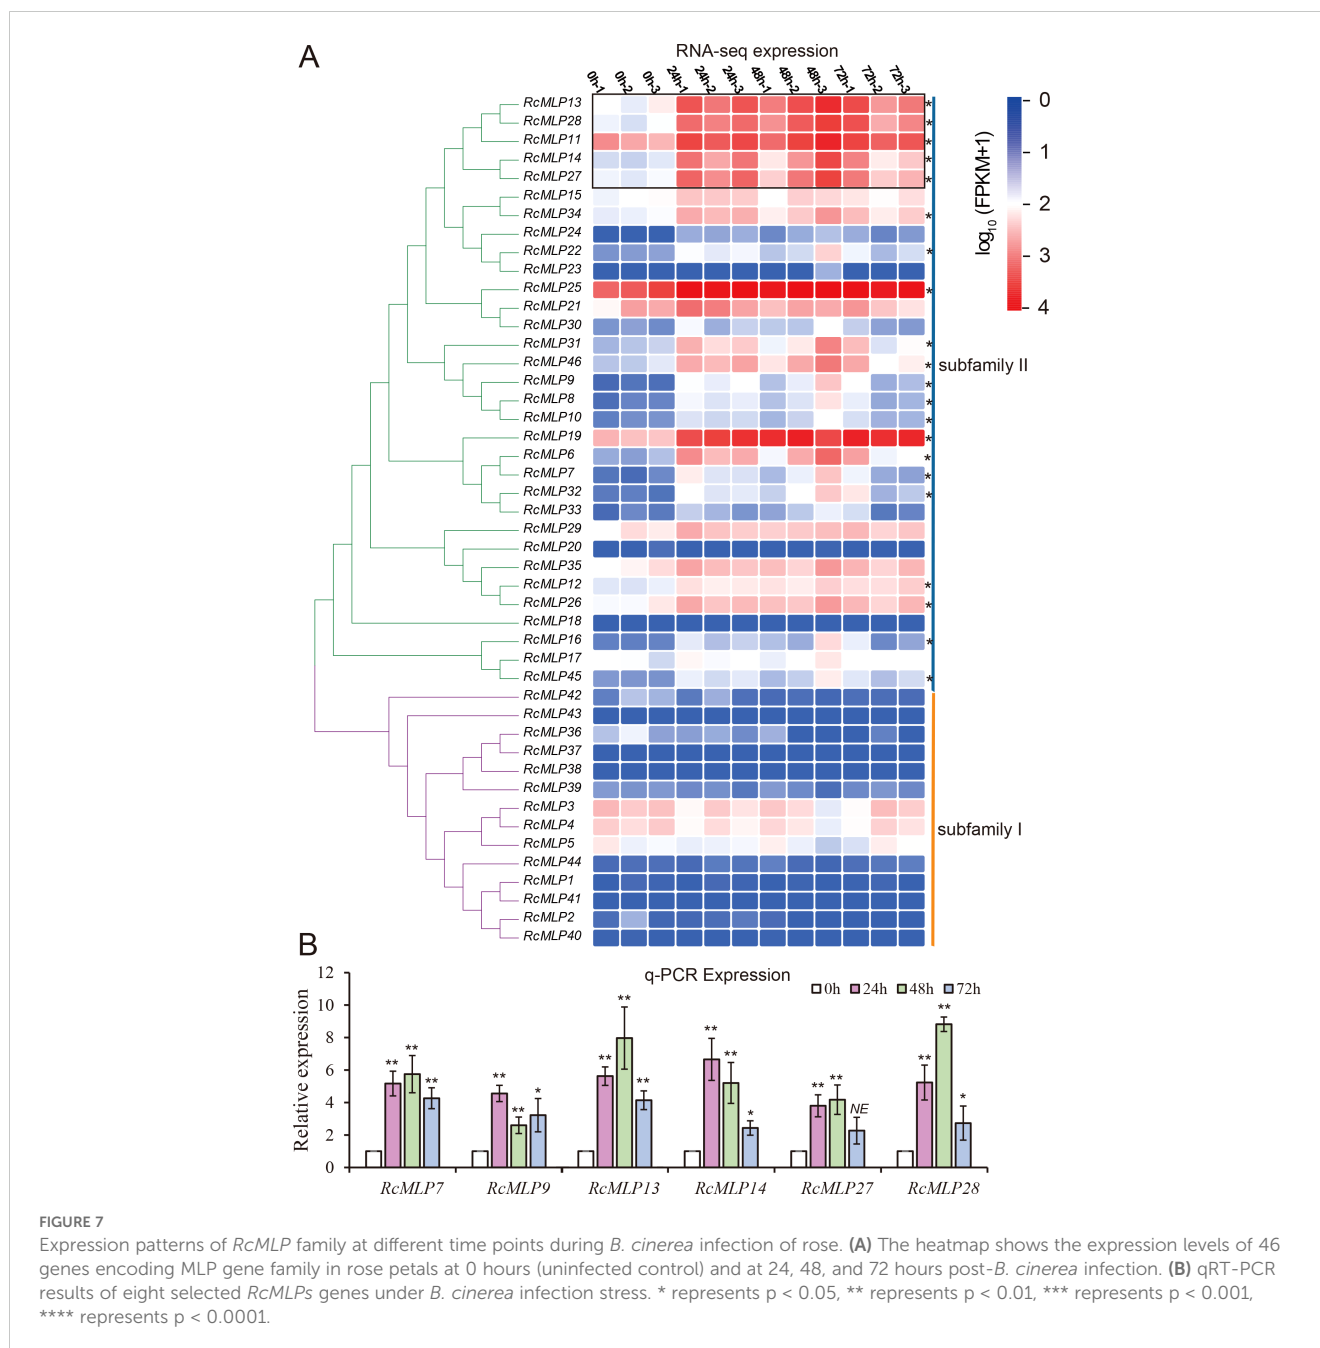 A
RNA-seq expression
0h-1 0h-2 0h-3 24h-1 24h-2 24h-3 48h-1 48h-2 48h-3 72h-1 72h-2 72h-3
RcMLP13 *
RcMLP28 *
RcMLP11 *
RcMLP14 *
RcMLP27 *
RcMLP15
RcMLP34 *
RcMLP24
RcMLP22 *
RcMLP23
RcMLP25 *
RcMLP21
RcMLP30
RcMLP31 *
RcMLP46 *
RcMLP9 *
RcMLP8 *
RcMLP10 *
RcMLP19 *
RcMLP6 *
RcMLP7 *
RcMLP32 *
RcMLP33
RcMLP29
RcMLP20
RcMLP35
RcMLP12 *
RcMLP26 *
RcMLP18
RcMLP16 *
RcMLP17
RcMLP45 *
RcMLP42
RcMLP43
RcMLP36
RcMLP37
RcMLP38
RcMLP39
RcMLP3
RcMLP4
RcMLP5
RcMLP44
RcMLP1
RcMLP41
RcMLP2
RcMLP40
0
1
2
3
4
log10 (FPKM+1)
subfamily II
subfamily I
B
q-PCR Expression
0h 24h 48h 72h
Relative expression
12
10
8
6
4
2
0
** ** **
** ** *
** ** **
** ** *
** ** NE
** ** *
RcMLP7 RcMLP9 RcMLP13 RcMLP14 RcMLP27 RcMLP28
FIGURE 7
Expression patterns of RcMLP family at different time points during B. cinerea infection of rose. (A) The heatmap shows the expression levels of 46
genes encoding MLP gene family in rose petals at 0 hours (uninfected control) and at 24, 48, and 72 hours post-B. cinerea infection. (B) qRT-PCR
results of eight selected RcMLPs genes under B. cinerea infection stress. * represents p < 0.05, ** represents p < 0.01, *** represents p < 0.001,
**** represents p < 0.0001.